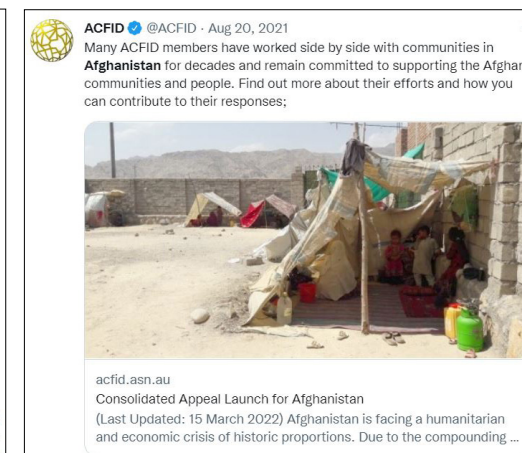 ACFID @ACFID · Aug 20, 2021
Many ACFID members have worked side by side with communities in
Afghanistan for decades and remain committed to supporting the Afghan
communities and people. Find out more about their efforts and how you
can contribute to their responses;
acfid.asn.au
Consolidated Appeal Launch for Afghanistan
(Last Updated: 15 March 2022) Afghanistan is facing a humanitarian
and economic crisis of historic proportions. Due to the compounding ...